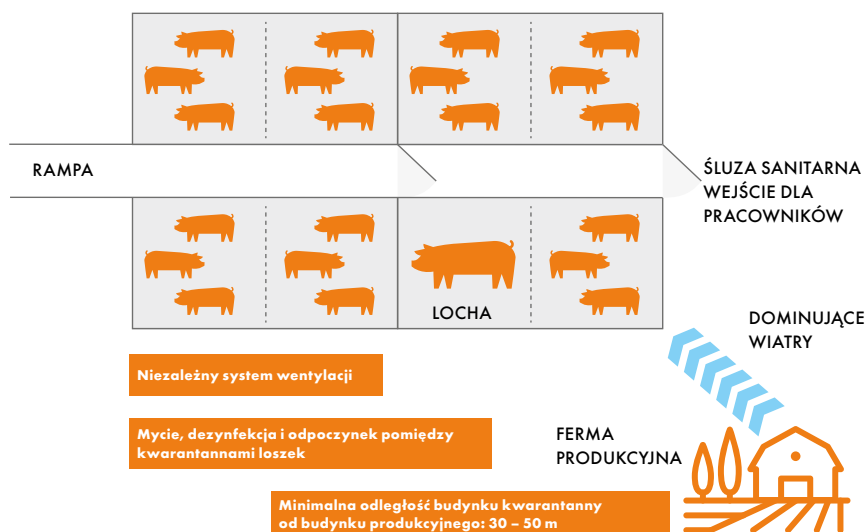 RAMPA
ŚLUZA SANITARNA
WEJŚCIE DLA
PRACOWNIKÓW
LOCHA
DOMINUJĄCE
WIATRY
Niezależny system wentylacji
Mycie, dezynfekcja i odpoczynek pomiędzy
kwarantannami loszek
FERMA
PRODUKCYJNA
Minimalna odległość budynku kwarantanny
od budynku produkcyjnego: 30 – 50 m